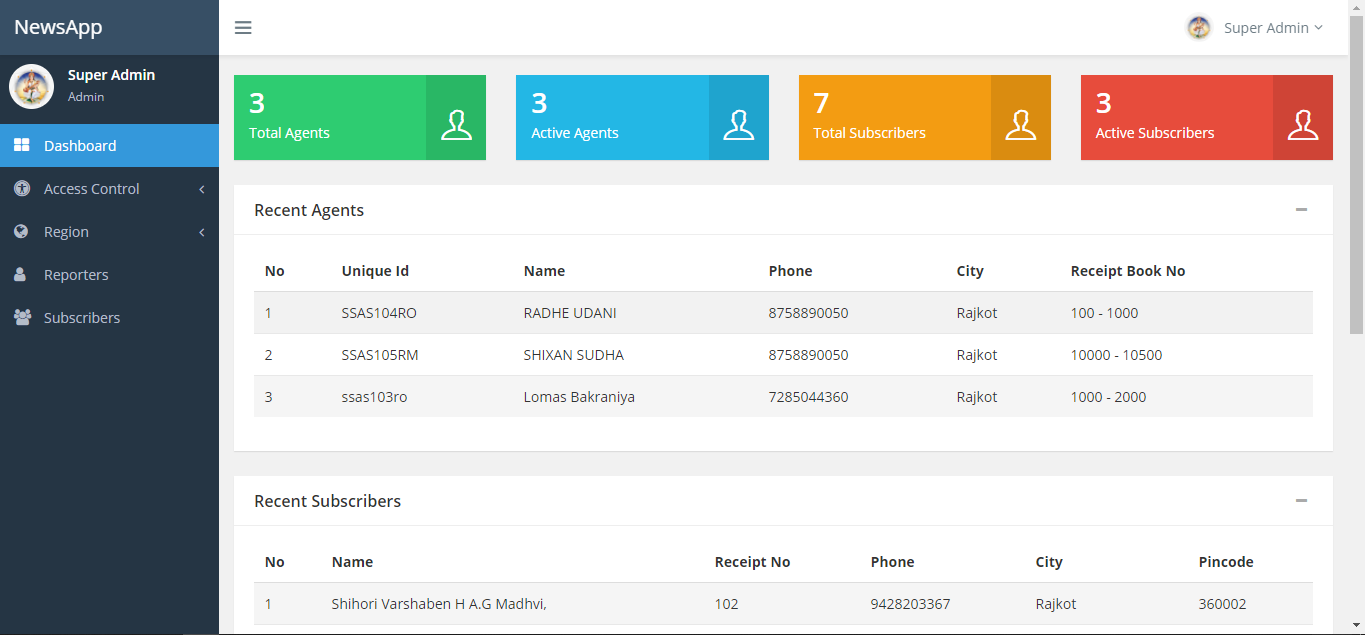 NewsApp
Super Admin
Super Admin
Admin
Dashboard
Access Control
Region
Reporters
Subscribers
3
Total Agents
3
Active Agents
7
Total Subscribers
3
Active Subscribers
Recent Agents
No Unique Id Name Phone City Receipt Book No
1 SSAS104RO RADHE UDANI 8758890050 Rajkot 100 - 1000
2 SSAS105RM SHIXAN SUDHA 8758890050 Rajkot 10000 - 10500
3 ssas103ro Lomas Bakraniya 7285044360 Rajkot 1000 - 2000
Recent Subscribers
No Name Receipt No Phone City Pincode
1 Shihori Varshaben H A.G Madhvi, 102 9428203367 Rajkot 360002